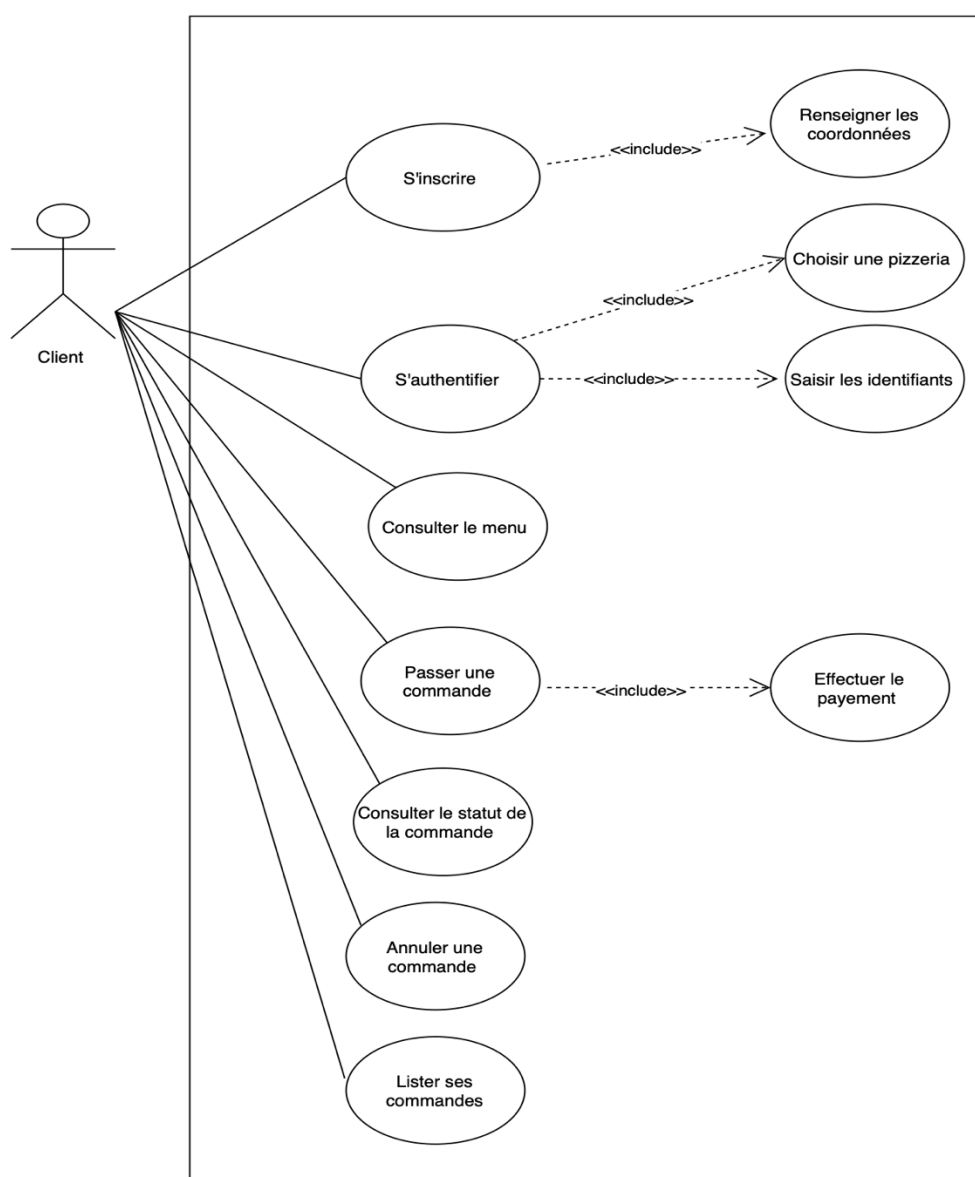 Renseigner les
coordonnées
<<include>>
S'inscrire
Choisir une pizzeria
<<include>>
Client
S'authentifier
<<include>>
Saisir les identifiants
Consulter le menu
Passer une
commande
<<include>>
Effectuer le
payement
Consulter le statut de
la commande
Annuler une
commande
Lister ses
commandes